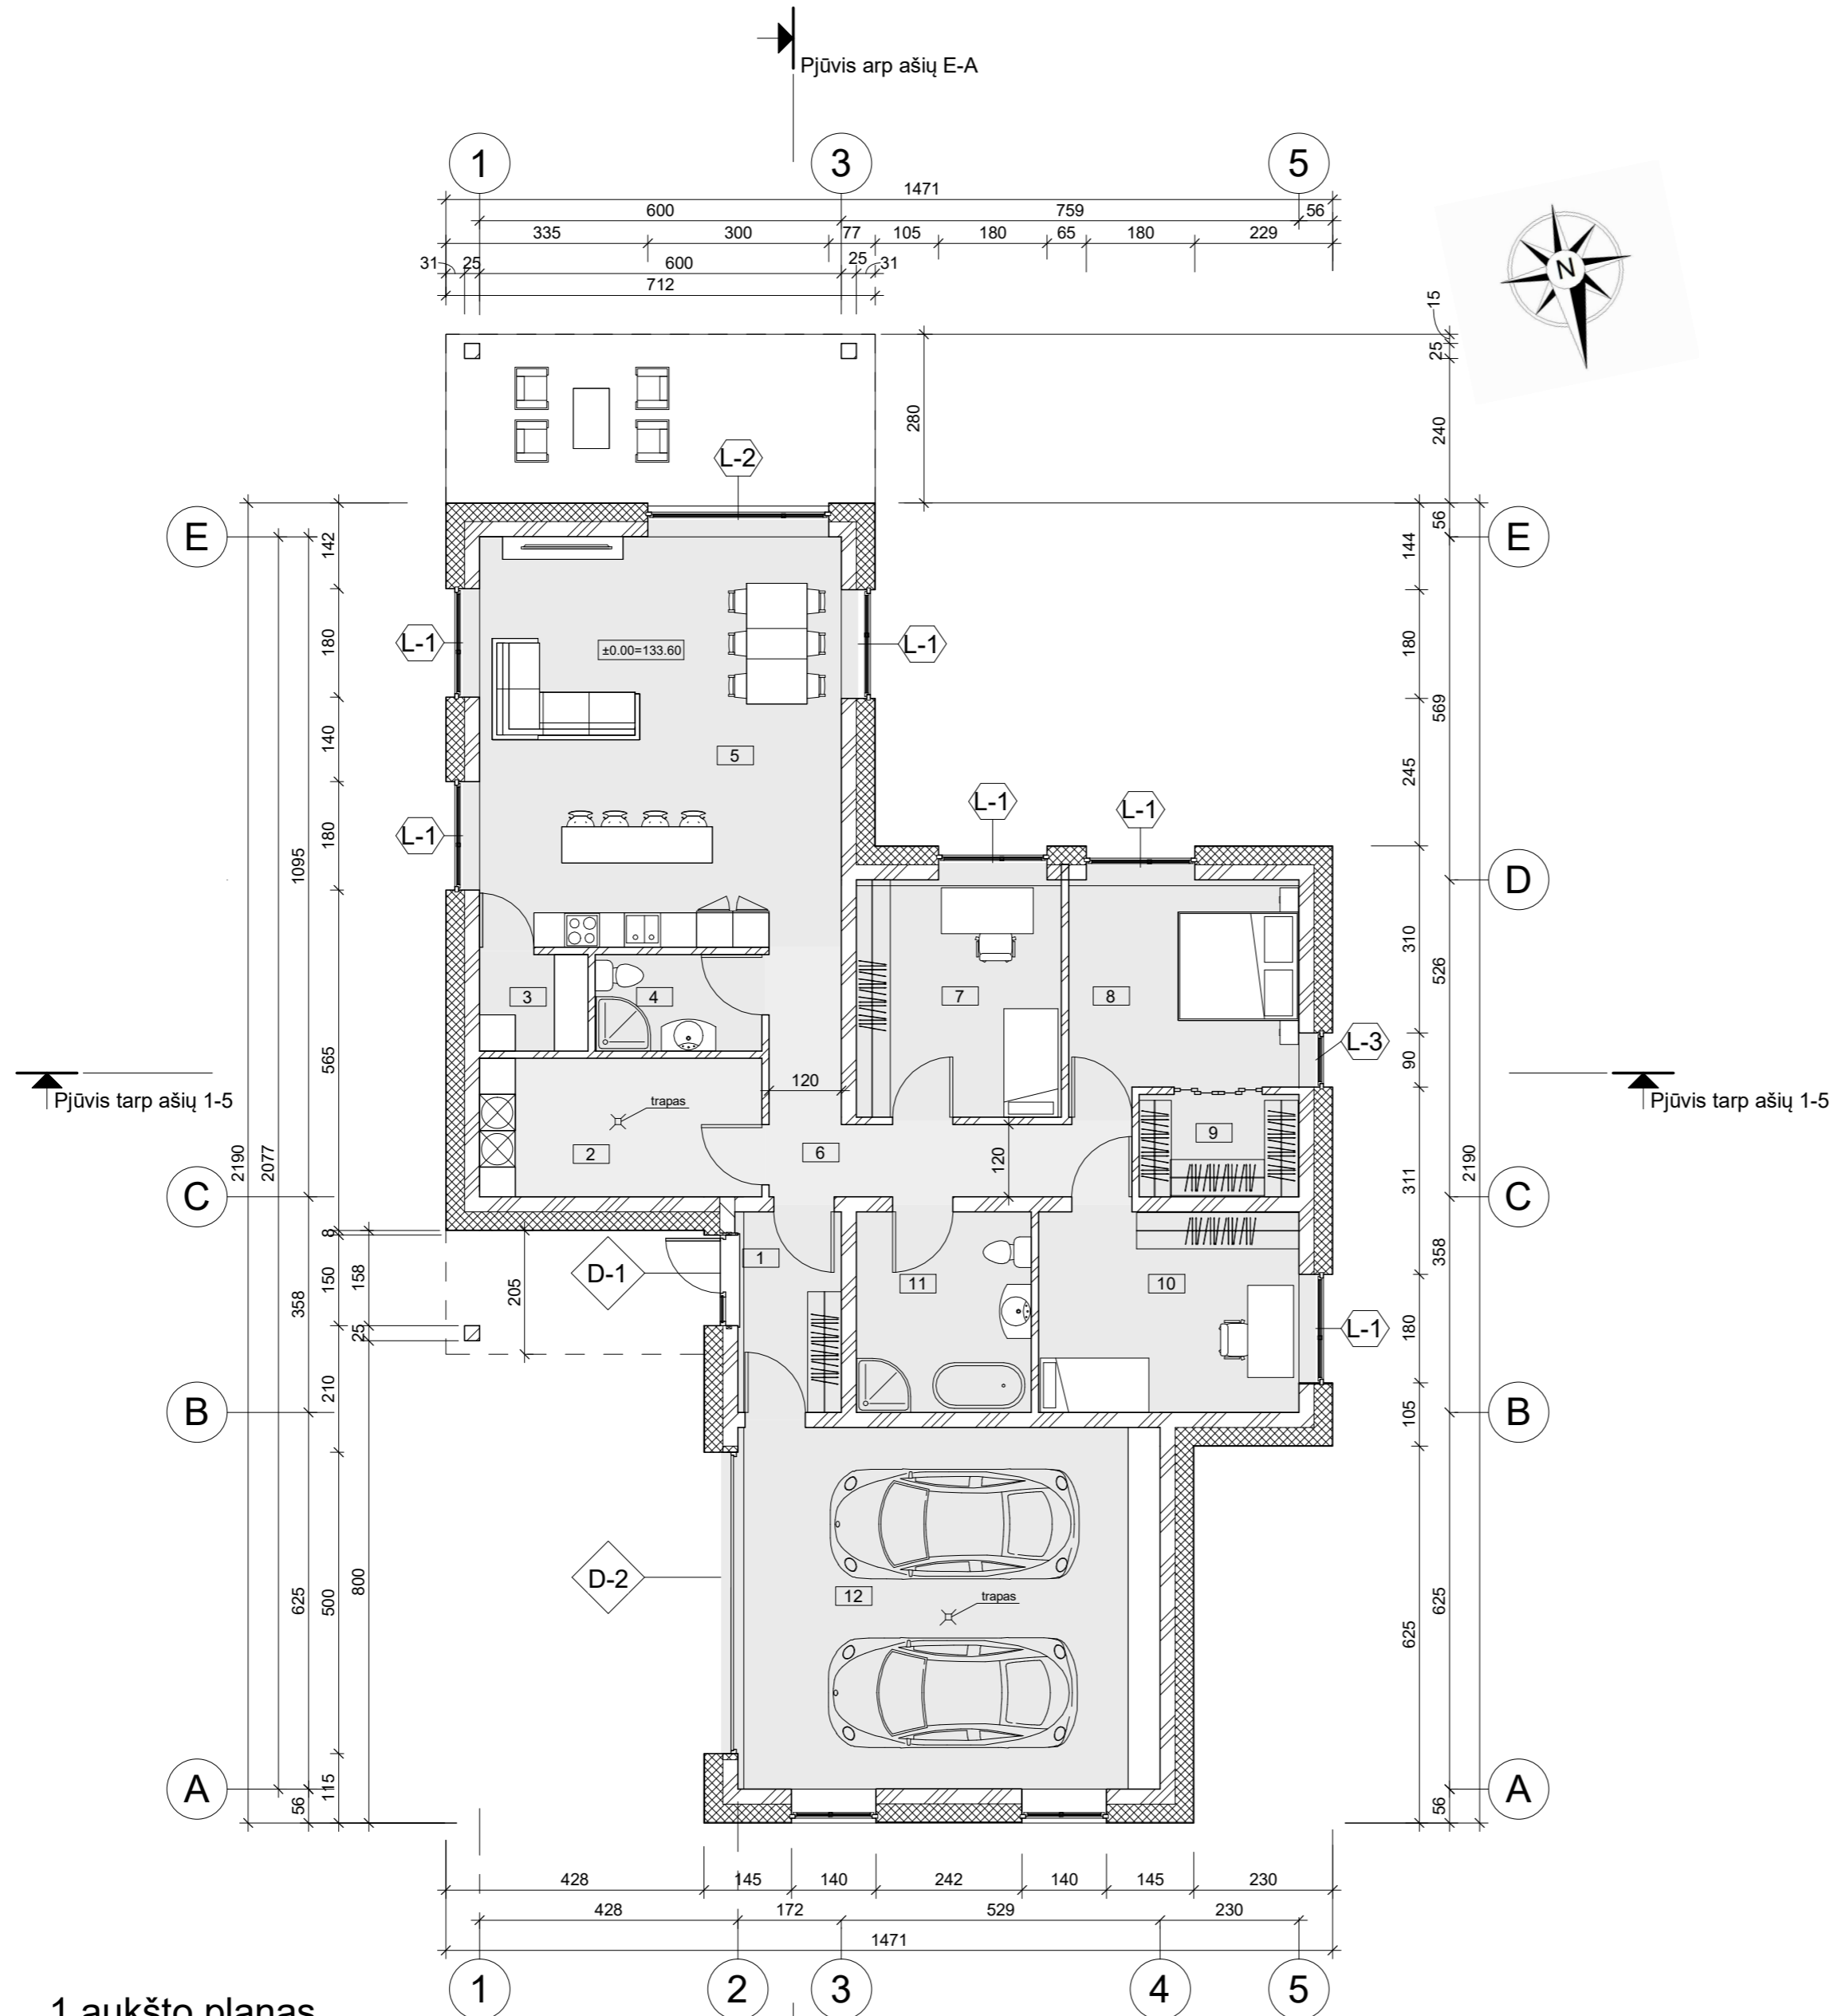 Pjūvis arp ašių E-A
1 3 5
1471
600 759 56
335 300 77 105 180 65 180 229
31 25 600 25 31
712
N
15
25
240
280
L-2
E
E
56
142
144
180
180
L-1
L-1
±0.00=133.60
569
140
245
5
L-1
L-1
L-1
180
1095
D
310
526
3
4
7
8
565
90
L-3
Pjūvis tarp ašių 1-5
Pjūvis tarp ašių 1-5
120
trapas
2
6
120
9
2190
2077
311
2190
C
C
8
150
158
358
205
D-1
1
11
10
358
180
L-1
25
210
B
B
105
D-2
12
trapas
800
500
625
625
625
A
A
115
56
56
428 145 140 242 140 145 230
428 172 529 230
1471
1 2 3 4 5
1 aukšto planas